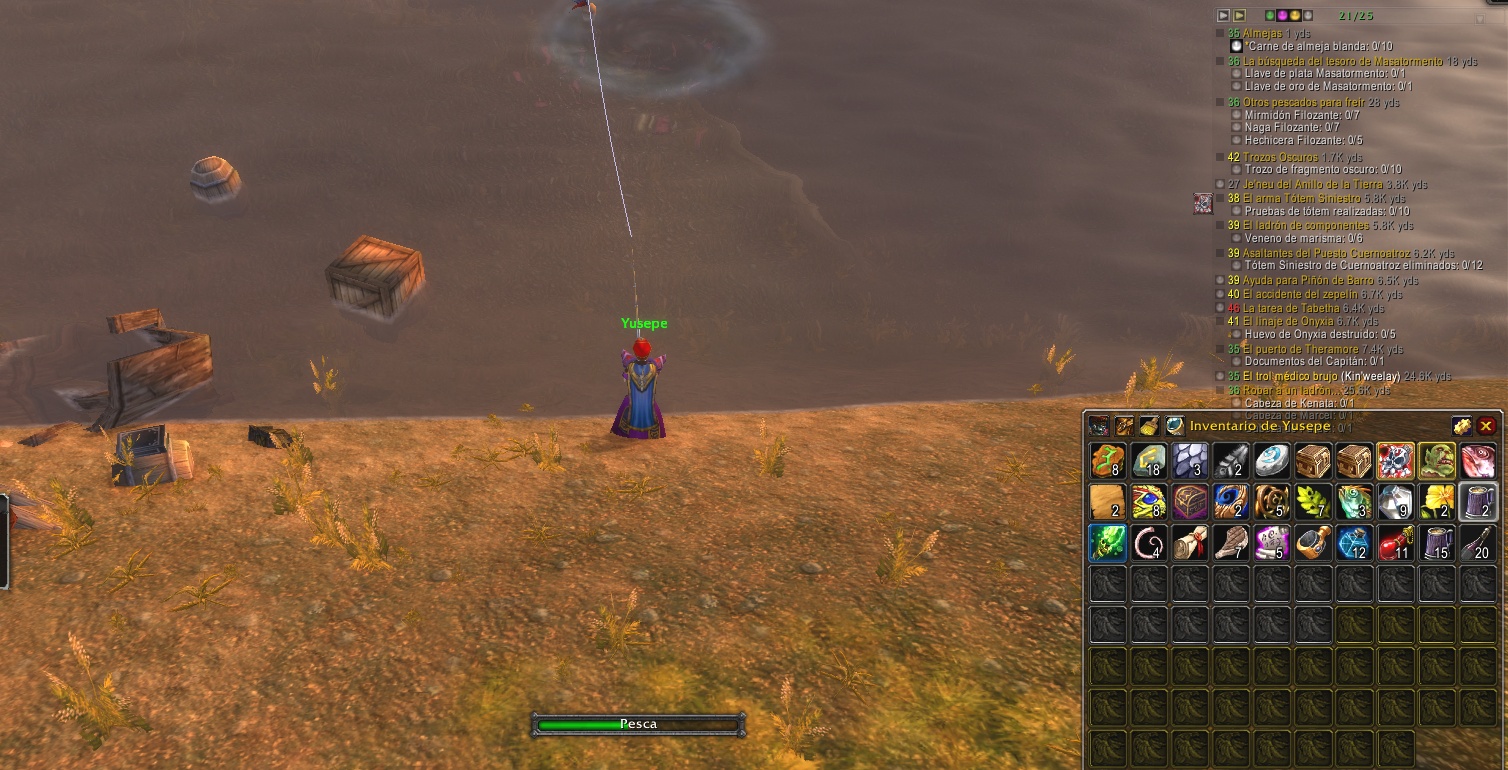 21/25
35 Almejas 1 yds
*Carne de almeja blanda: 0/10
36 La búsqueda del tesoro de Masatormento 18 yds
Llave de plata Masatormento: 0/1
Llave de oro de Masatormento: 0/1
36 Otros pescados para freír 28 yds
Mirmidón Filozante: 0/7
Naga Filozante: 0/7
Hechicera Filozante: 0/5
42 Trozos Oscuros 1.7K yds
Trozo de fragmento oscuro: 0/10
27 Je'neu del Anillo de la Tierra 3.8K yds
38 El arma Tótem Siniestro 5.8K yds
Pruebas de tótem realizadas: 0/10
39 El ladrón de componentes 5.8K yds
Veneno de marisma: 0/6
39 Asaltantes del Puesto Cuernoatroz 6.2K yds
Tótem Siniestro de Cuernoatroz eliminados: 0/12
39 Ayuda para Piñón de Barro 6.5K yds
40 El accidente del zepelín 6.7K yds
La tarea de Tabetha 6.4K yds
41 El linaje de Onyxia 6.7K yds
Huevo de Onyxia destruido: 0/5
35 El puerto de Theramore 7.4K yds
Documentos del Capitán: 0/1
35 El trol médico brujo (Kin'weelay) 24.6K yds
36 Robar a un ladrón... 25.6K yds
Cabeza de Kenata: 0/1
Cabeza de Marcel: 0/1
Yusepe
Inventario de Yusepe
8 18 3 2
2 8 2 5 7 3 9 2 2
4 7 5 12 11 15 20
Pesca